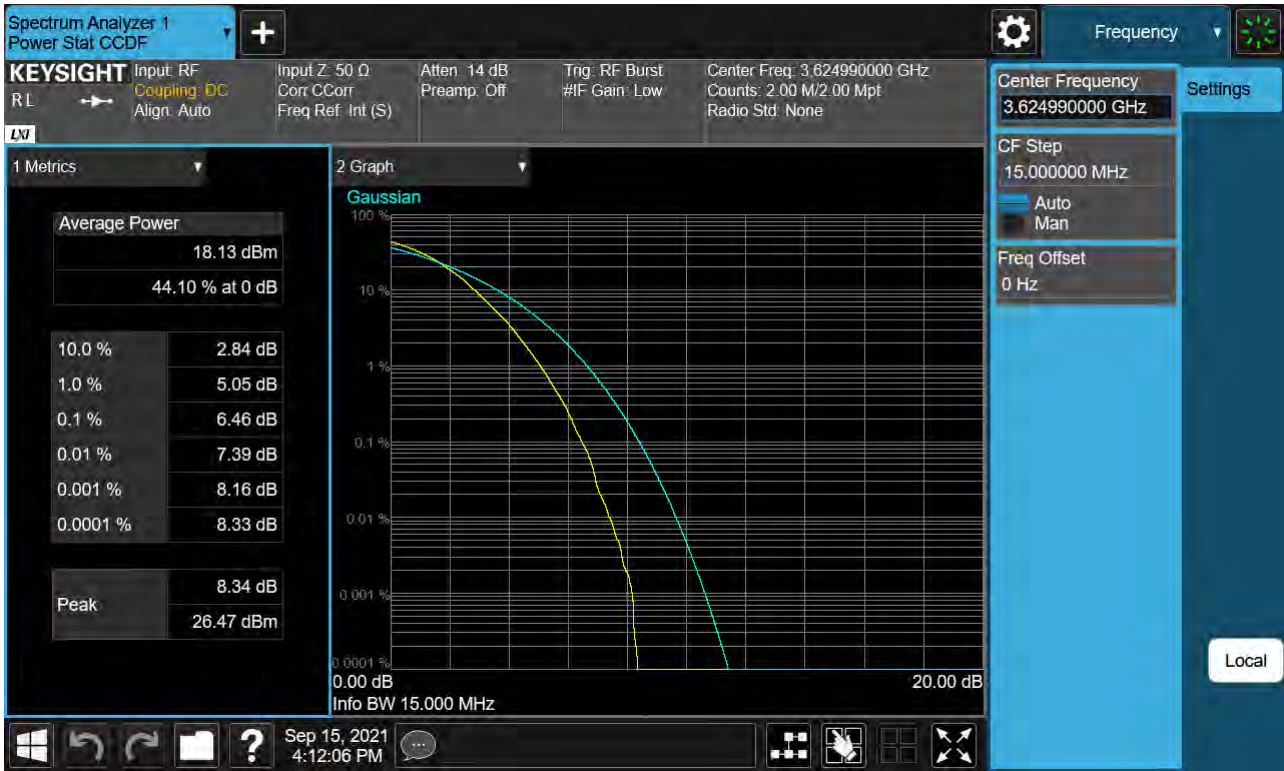 Spectrum Analyzer 1
Power Stat CCDF
Frequency
KEYSIGHT
RL
LXI
Input: RF
Coupling: DC
Align: Auto
Input Z: 50 Ω
Corr CCorr
Freq Ref: Int (S)
Atten: 14 dB
Preamp: Off
Trig: RF Burst
#IF Gain: Low
Center Freq: 3.624990000 GHz
Counts: 2.00 M/2.00 Mpt
Radio Std: None
Center Frequency
3.624990000 GHz
Settings
CF Step
15.000000 MHz
Auto
Man
Freq Offset
0 Hz
Local
1 Metrics
Average Power
18.13 dBm
44.10 % at 0 dB
10.0 % 2.84 dB
1.0 % 5.05 dB
0.1 % 6.46 dB
0.01 % 7.39 dB
0.001 % 8.16 dB
0.0001 % 8.33 dB
Peak
8.34 dB
26.47 dBm
2 Graph
Gaussian
100 %
10 %
1 %
0.1 %
0.01 %
0.001 %
0.0001 %
0.00 dB
20.00 dB
Info BW 15.000 MHz
?
Sep 15, 2021
4:12:06 PM